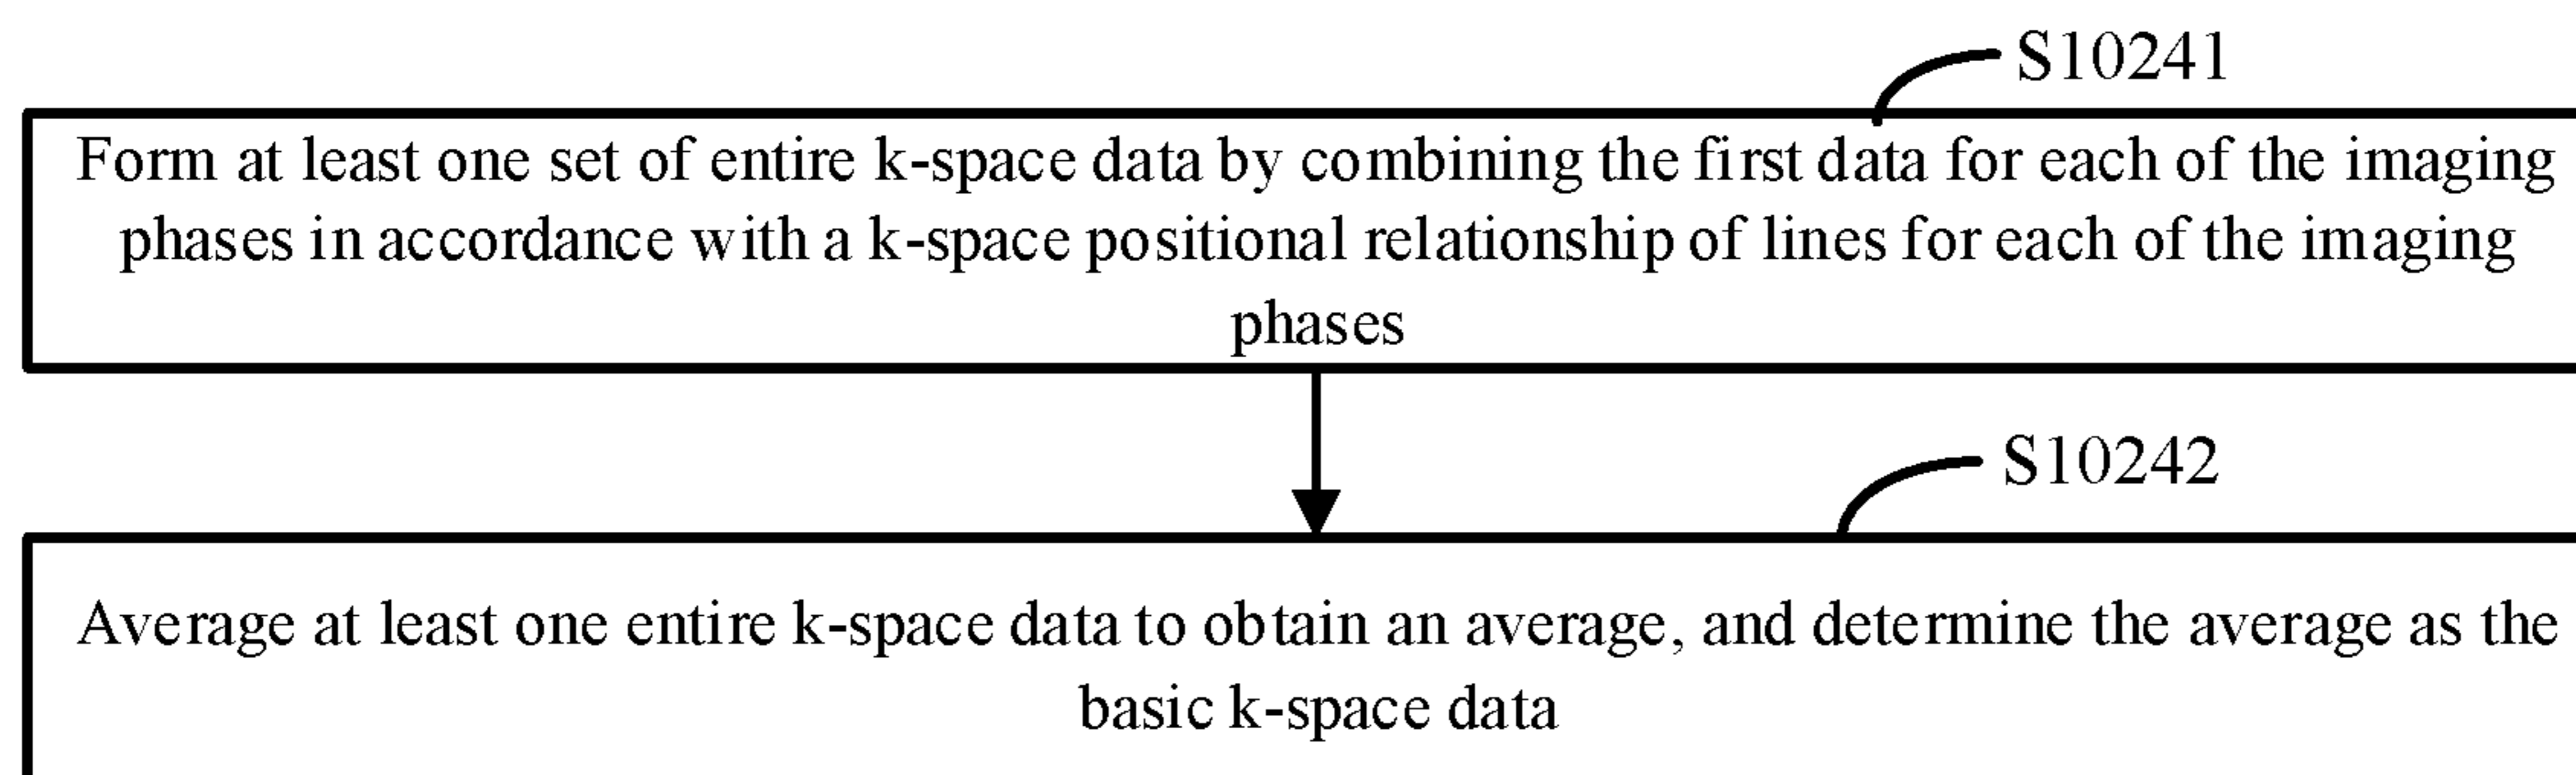 S10241
Form at least one set of entire k-space data by combining the first data for each of the imaging
phases in accordance with a k-space positional relationship of lines for each of the imaging
phases
S10242
Average at least one entire k-space data to obtain an average, and determine the average as the
basic k-space data